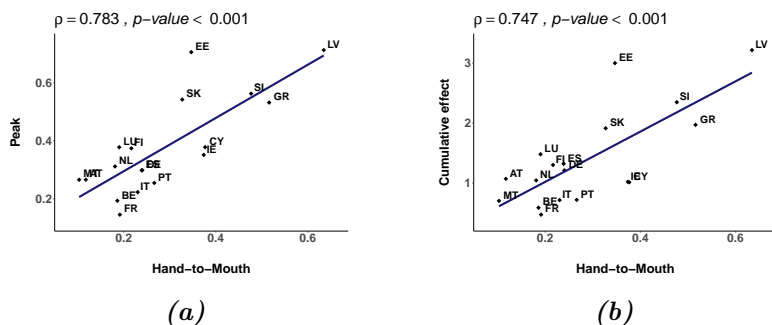 ρ = 0.783 , p−value < 0.001
Peak
0.6
0.4
0.2
LV
EE
SI
SK
GR
LU
FI
CY
IE
NL
ES
MT
AT
PT
IT
BE
FR
0.2 0.4 0.6
Hand−to−Mouth
(a)
ρ = 0.747 , p−value < 0.001
Cumulative effect
3
2
1
LV
EE
SI
SK
GR
LU
FI
ES
DE
AT
NL
IE
CY
MT
BE
IT
PT
FR
0.2 0.4 0.6
Hand−to−Mouth
(b)